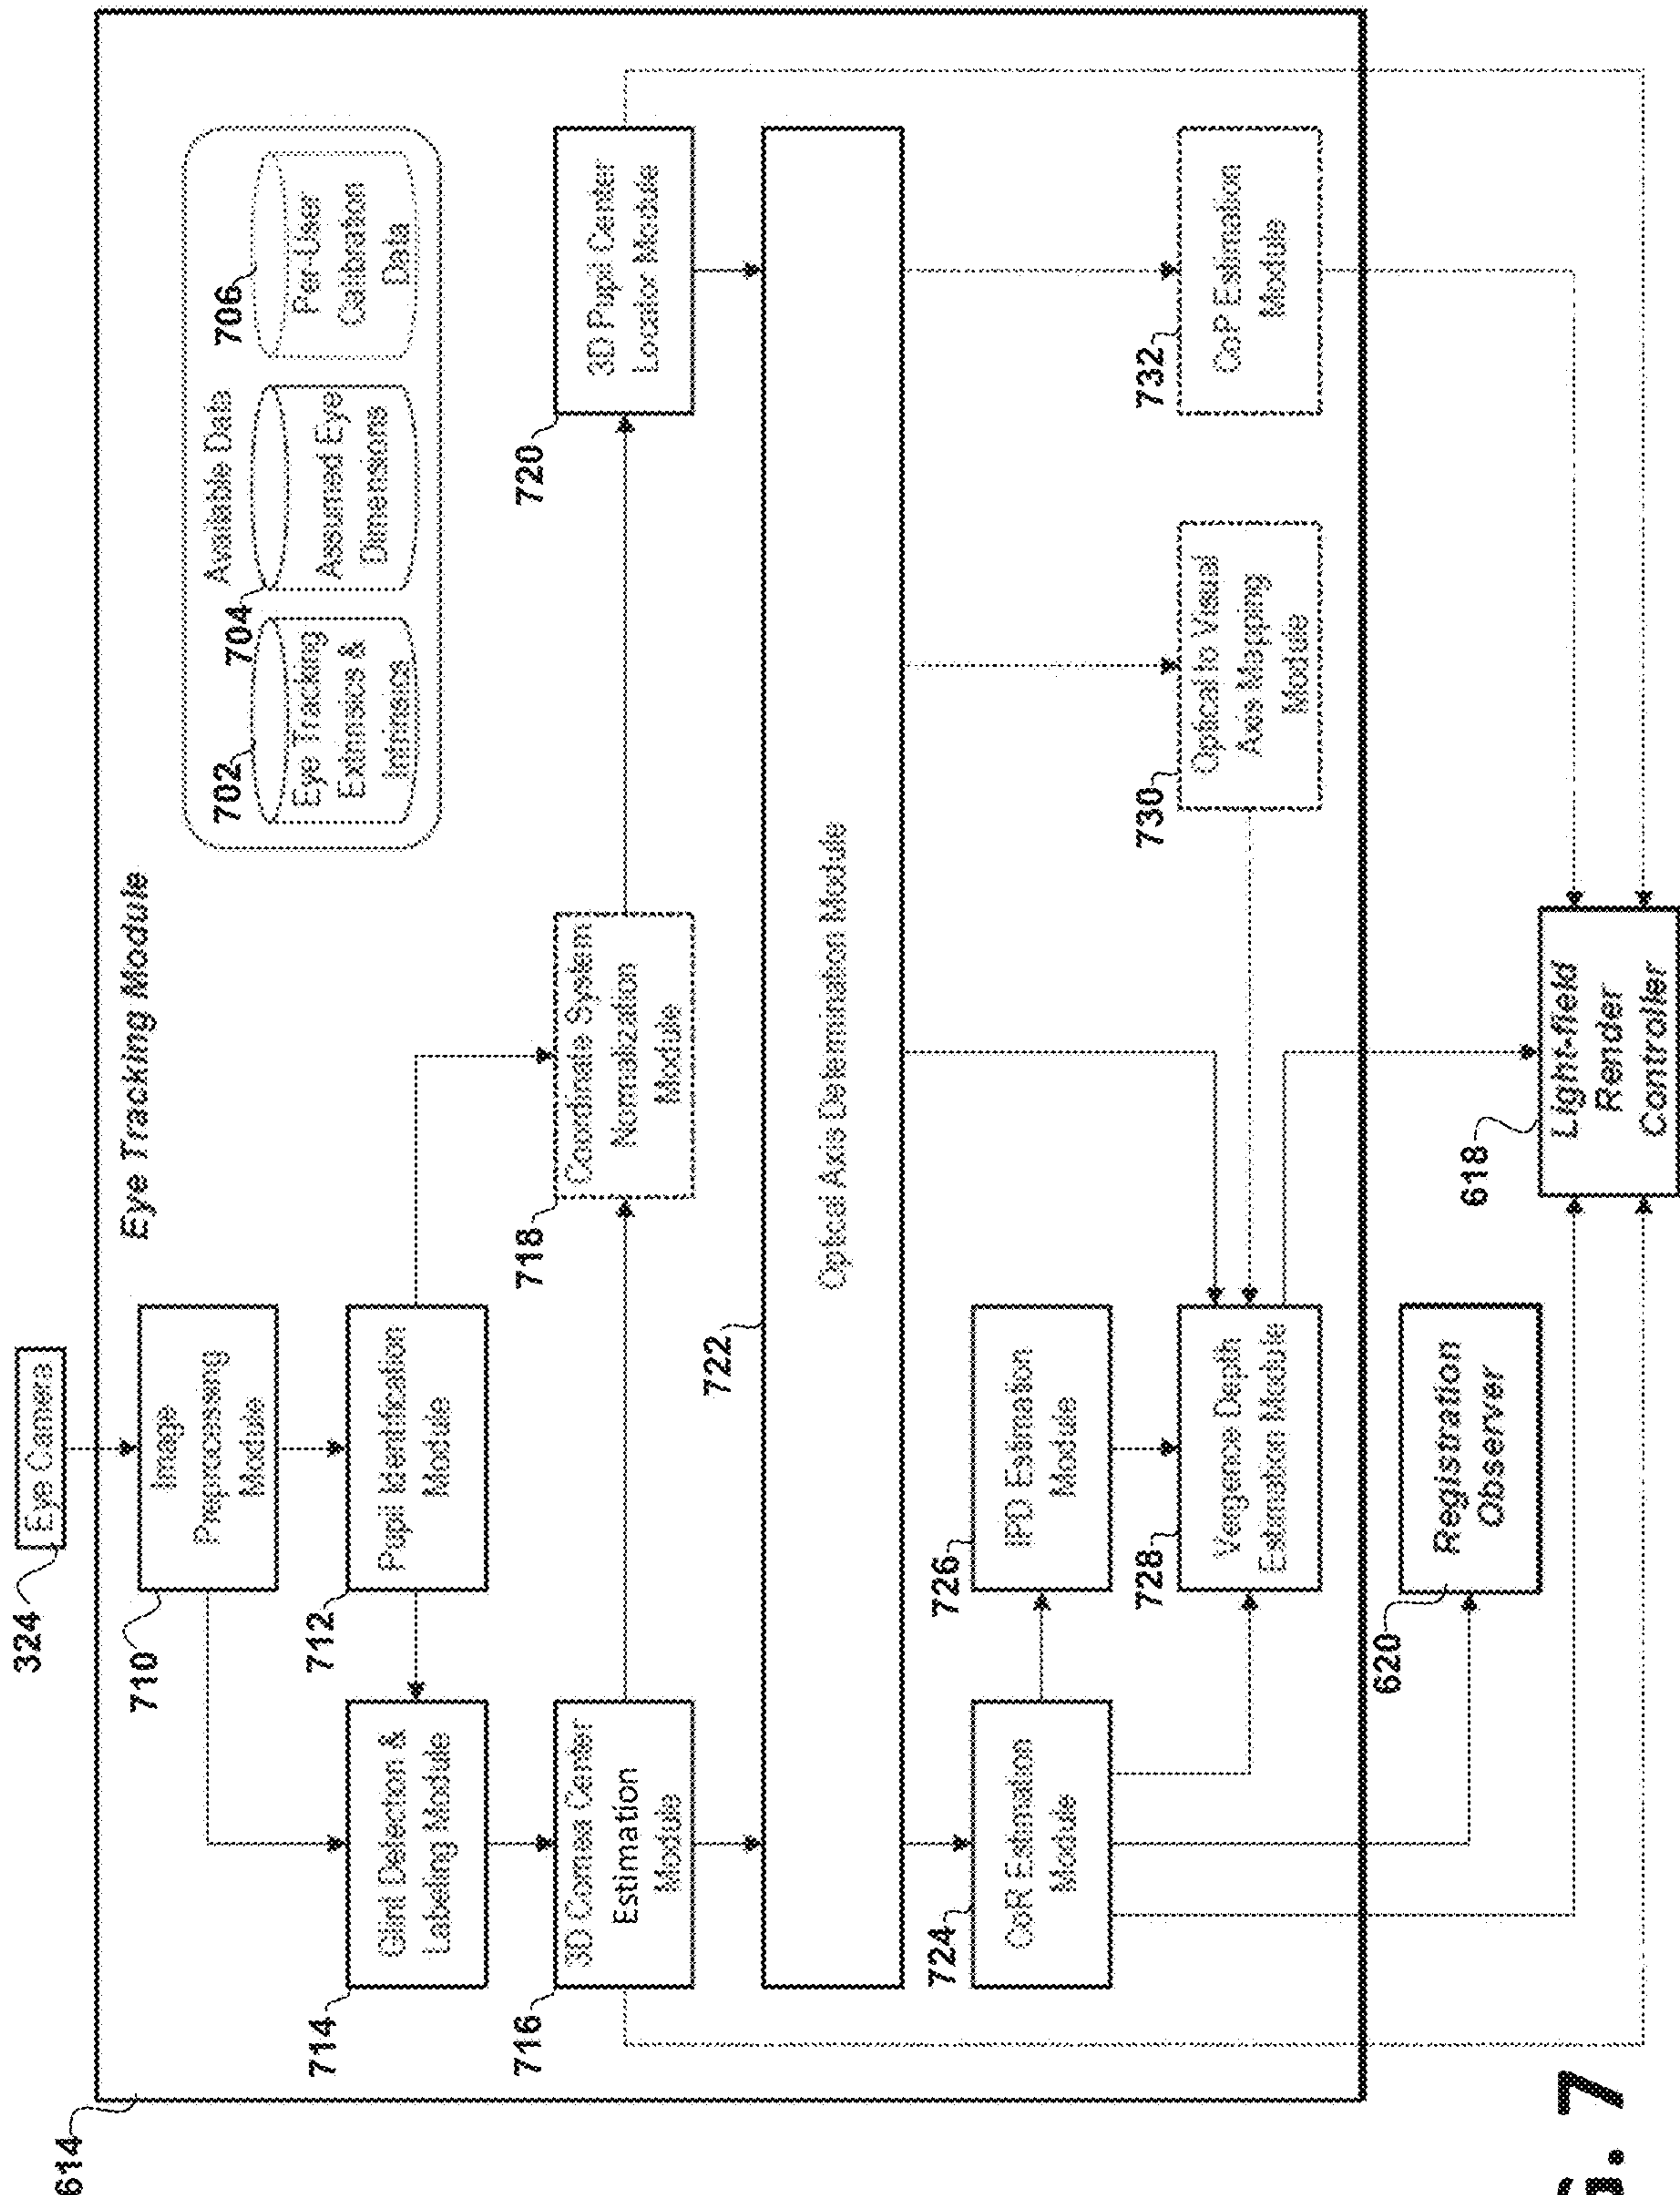 324
Eye Camera
614
Eye Tracking Module
710
Image
Preprocessing
Module
Available Data
702
Eye Tracking
Extrinsics &
Intrinsics
704
Assumed Eye
Dimensions
706
Per-User
Calibration
Data
712
Pupil Identification
Module
714
Glint Detection &
Labeling Module
716
3D Cornea Center
Estimation
Module
718
Coordinate System
Normalization
Module
720
3D Pupil Center
Locator Module
722
Optical Axis Determination Module
724
CoR Estimation
Module
726
IPD Estimation
Module
728
Vergence Depth
Estimation Module
730
Optical to Visual
Axis Mapping
Module
732
CoP Estimation
Module
620
Registration
Observer
618
Light-field
Render
Controller
G. 7